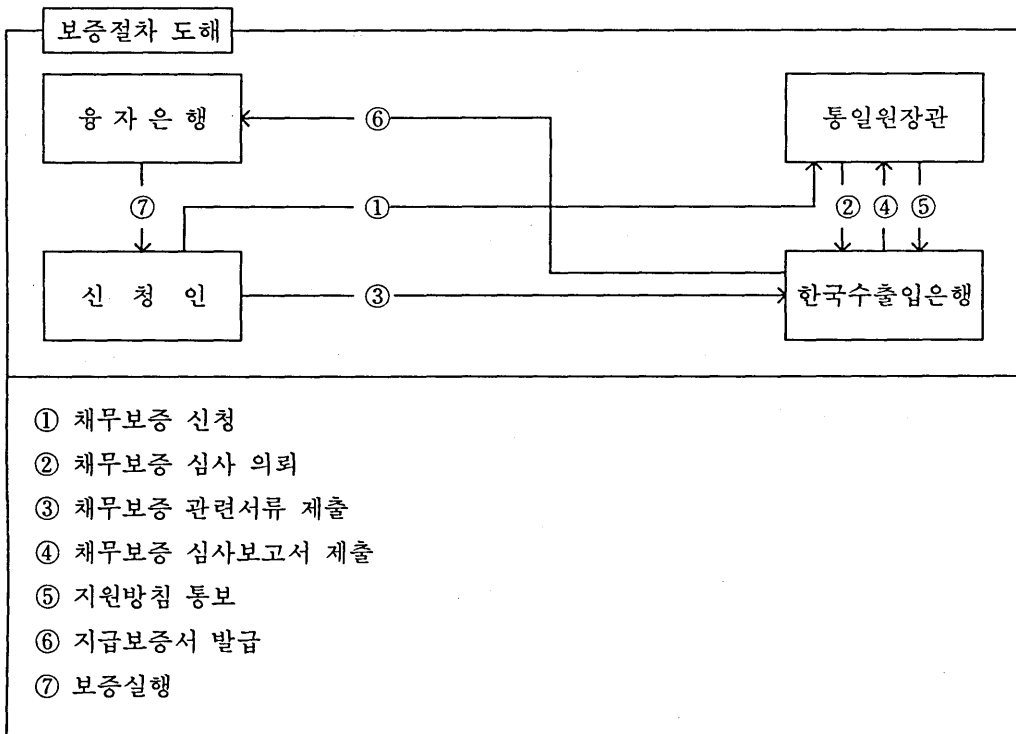 보증절차 도해
융 자 은 행
⑥
통일원장관
⑦
①
② ④ ⑤
신 청 인
③
한국수출입은행
① 채무보증 신청
② 채무보증 심사 의뢰
③ 채무보증 관련서류 제출
④ 채무보증 심사보고서 제출
⑤ 지원방침 통보
⑥ 지급보증서 발급
⑦ 보증실행